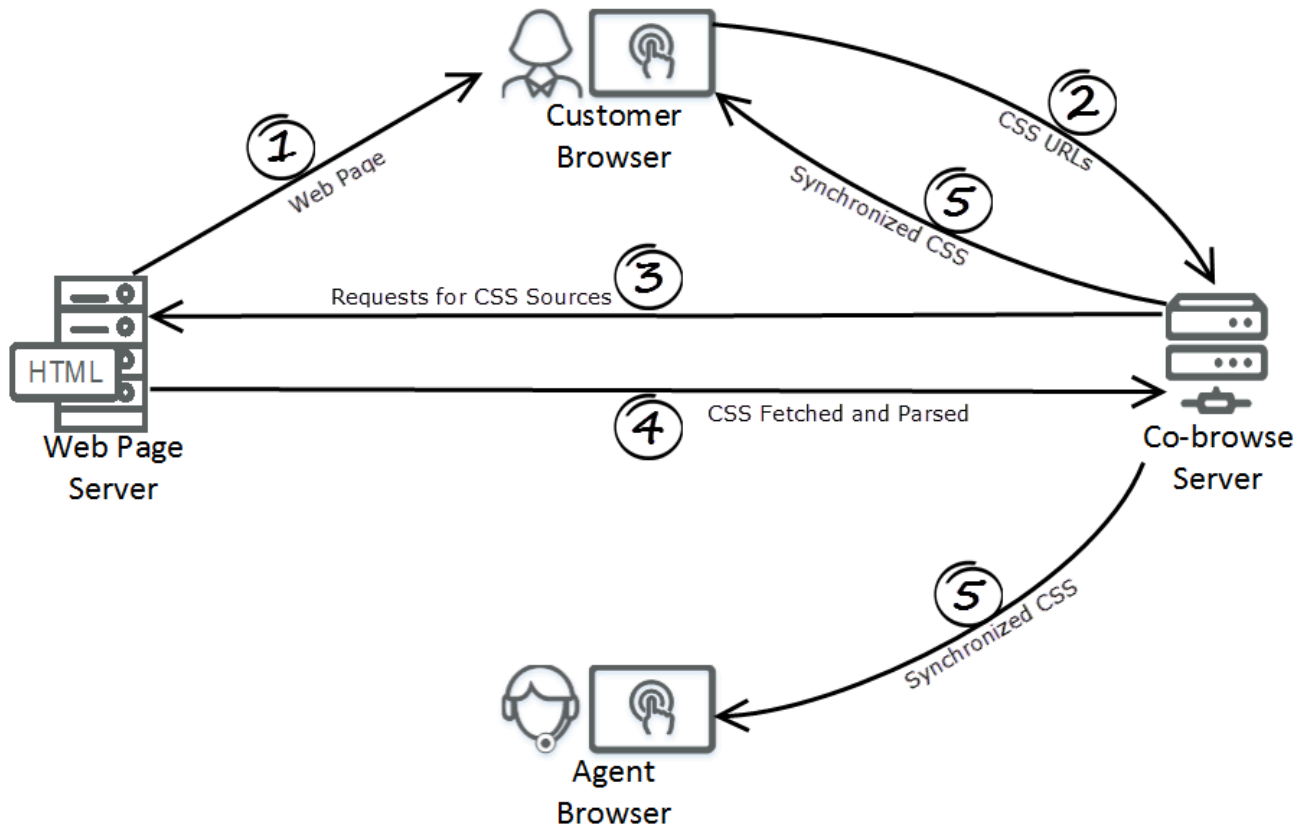 Customer
Browser
1
Web Page
2
CSS URLs
5
Synchronized CSS
3
Requests for CSS Sources
HTML
4
CSS Fetched and Parsed
Web Page
Server
Co-browse
Server
5
Synchronized CSS
Agent
Browser